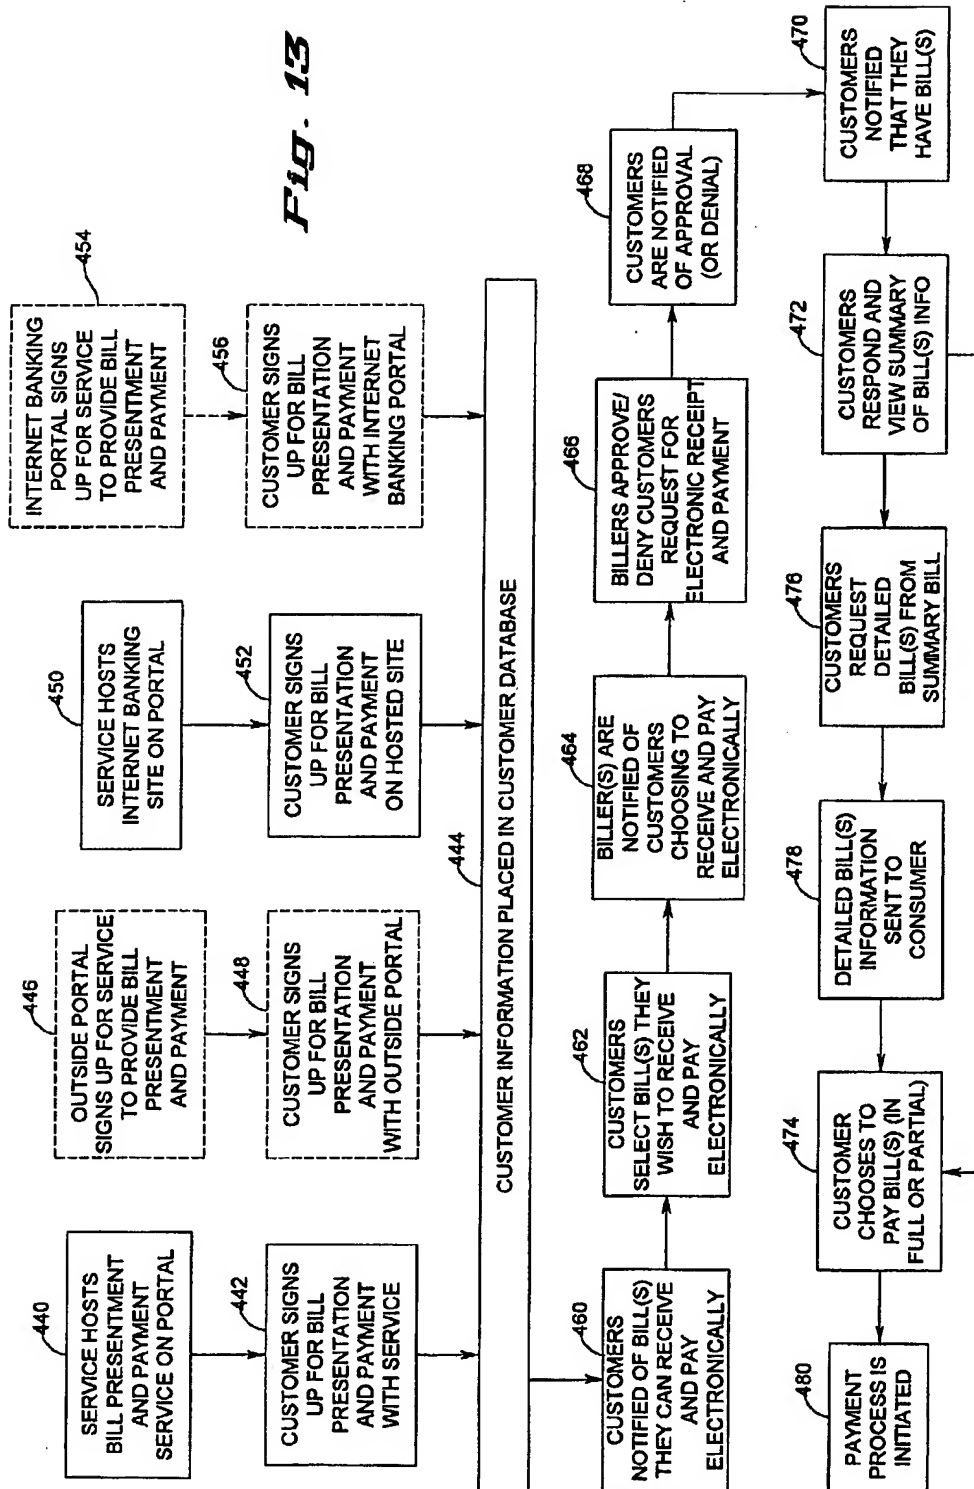 440
SERVICE HOSTS
BILL PRESENTMENT
AND PAYMENT
SERVICE ON PORTAL
446
OUTSIDE PORTAL
SIGNS UP FOR SERVICE
TO PROVIDE BILL
PRESENTMENT
AND PAYMENT
450
SERVICE HOSTS
INTERNET BANKING
SITE ON PORTAL
454
INTERNET BANKING
PORTAL SIGNS
UP FOR SERVICE
TO PROVIDE BILL
PRESENTMENT
AND PAYMENT
442
CUSTOMER SIGNS
UP FOR BILL
PRESENTATION
AND PAYMENT
WITH SERVICE
448
CUSTOMER SIGNS
UP FOR BILL
PRESENTATION
AND PAYMENT
WITH OUTSIDE PORTAL
452
CUSTOMER SIGNS
UP FOR BILL
PRESENTATION
AND PAYMENT
ON HOSTED SITE
456
CUSTOMER SIGNS
UP FOR BILL
PRESENTATION
AND PAYMENT
WITH INTERNET
BANKING PORTAL
Fig. 13
444
CUSTOMER INFORMATION PLACED IN CUSTOMER DATABASE
460
CUSTOMERS
NOTIFIED OF BILL(S)
THEY CAN RECEIVE
AND PAY
ELECTRONICALLY
462
CUSTOMERS
SELECT BILL(S) THEY
WISH TO RECEIVE
AND PAY
ELECTRONICALLY
464
BILLER(S) ARE
NOTIFIED OF
CUSTOMERS
CHOOSING TO
RECEIVE AND PAY
ELECTRONICALLY
466
BILLERS APPROVE/
DENY CUSTOMERS
REQUEST FOR
ELECTRONIC RECEIPT
AND PAYMENT
468
CUSTOMERS
ARE NOTIFIED
OF APPROVAL
(OR DENIAL)
470
CUSTOMERS
NOTIFIED
THAT THEY
HAVE BILL(S)
472
CUSTOMERS
RESPOND AND
VIEW SUMMARY
OF BILL(S) INFO
476
CUSTOMERS
REQUEST
DETAILED
BILL(S) FROM
SUMMARY BILL
478
DETAILED BILL(S)
INFORMATION
SENT TO
CONSUMER
474
CUSTOMER
CHOOSES TO
PAY BILL(S) (IN
FULL OR PARTIAL)
480
PAYMENT
PROCESS IS
INITIATED